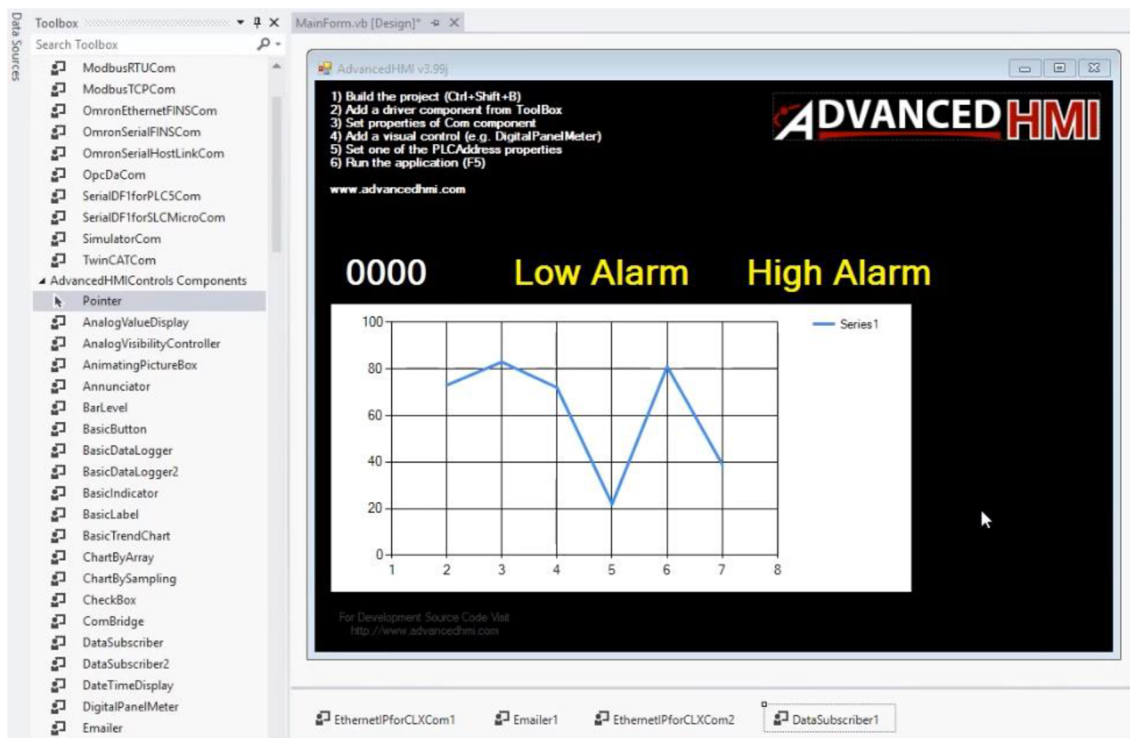 Data Sources
Toolbox
Search Toolbox
ModbusRTUCom
ModbusTCPCom
OmronEthernetFINSCom
OmronSerialFINSCom
OmronSerialHostLinkCom
OpcDaCom
SerialDF1forPLC5Com
SerialDF1forSLCMicroCom
SimulatorCom
TwinCATCom
AdvancedHMIControls Components
Pointer
AnalogValueDisplay
AnalogVisibilityController
AnimatingPictureBox
Annunciator
BarLevel
BasicButton
BasicDataLogger
BasicDataLogger2
BasicIndicator
BasicLabel
BasicTrendChart
ChartByArray
ChartBySampling
CheckBox
ComBridge
DataSubscriber
DataSubscriber2
DateTimeDisplay
DigitalPanelMeter
Emailer
MainForm.vb [Design]*
AdvancedHMI v3.99j
1) Build the project (Ctrl+Shift+B)
2) Add a driver component from ToolBox
3) Set properties of Com component
4) Add a visual control (e.g. DigitalPanelMeter)
5) Set one of the PLCAddress properties
6) Run the application (F5)
www.advancedhmi.com
ADVANCED HMI
0000 Low Alarm High Alarm
100
80
60
40
20
0
1 2 3 4 5 6 7 8
Series1
For Development Source Code Visit
http://www.advancedhmi.com
EthernetIPforCLXCom1 Emailer1 EthernetIPforCLXCom2 DataSubscriber1